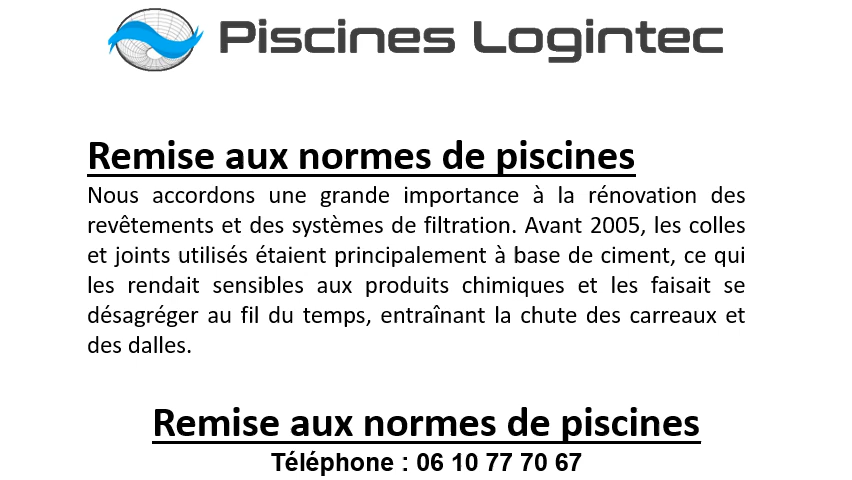 Piscines Logintec
Remise aux normes de piscines
Nous accordons une grande importance à la rénovation des
revêtements et des systèmes de filtration. Avant 2005, les colles
et joints utilisés étaient principalement à base de ciment, ce qui
les rendait sensibles aux produits chimiques et les faisait se
désagréger au fil du temps, entraînant la chute des carreaux et
des dalles.
Remise aux normes de piscines
Téléphone : 06 10 77 70 67